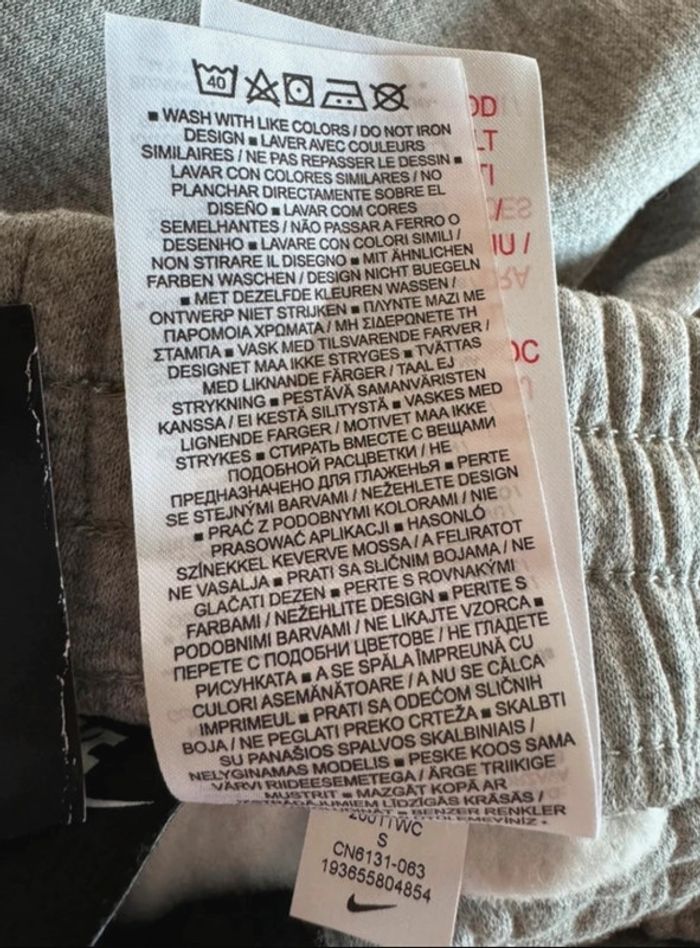 40
▪ WASH WITH LIKE COLORS / DO NOT IRON
DESIGN ▪ LAVER AVEC COULEURS
SIMILAIRES / NE PAS REPASSER LE DESSIN ▪
LAVAR CON COLORES SIMILARES / NO
PLANCHAR DIRECTAMENTE SOBRE EL
DISEÑO ▪ LAVAR COM CORES
SEMELHANTES / NÃO PASSAR A FERRO O
DESENHO ▪ LAVARE CON COLORI SIMILI /
NON STIRARE IL DISEGNO ▪ MIT ÄHNLICHEN
FARBEN WASCHEN / DESIGN NICHT BUEGELN
▪ MET DEZELFDE KLEUREN WASSEN /
ONTWERP NIET STRIJKEN ▪ ΠΛΥΝΤΕ ΜΑΖΙ ΜΕ
ΠΑΡΟΜΟΙΑ ΧΡΩΜΑΤΑ / ΜΗ ΣΙΔΕΡΩΝΕΤΕ ΤΗ
ΣΤΑΜΠΑ ▪ VASK MED TILSVARENDE FARVER /
DESIGNET MAA IKKE STRYGES ▪ TVÄTTAS
MED LIKNANDE FÄRGER / TAAL EJ
STRYKNING ▪ PESTÄVÄ SAMANVÄRISTEN
KANSSA / EI KESTÄ SILITYSTÄ ▪ VASKES MED
LIGNENDE FARGER / MOTIVET MAA IKKE
STRYKES ▪ СТИРАТЬ ВМЕСТЕ С ВЕЩАМИ
ПОДОБНОЙ РАСЦВЕТКИ / НЕ
ПРЕДНАЗНАЧЕНО ДЛЯ ГЛАЖЕНЬЯ ▪ PERTE
SE STEJNÝMI BARVAMI / NEŽEHLETE DESIGN
▪ PRAĆ Z PODOBNYMI KOLORAMI / NIE
PRASOWAĆ APLIKACJI ▪ HASONLÓ
SZÍNEKKEL KEVERVE MOSSA / A FELIRATOT
NE VASALJA ▪ PRATI SA SLIČNIM BOJAMA / NE
GLAČATI DEZEN ▪ PERTE S ROVNAKÝMI
FARBAMI / NEŽEHLITE DESIGN ▪ PERITE S
PODOBNIMI BARVAMI / NE LIKAJTE VZORCA ▪
ПЕРЕТЕ С ПОДОБНИ ЦВЕТОВЕ / НЕ ГЛАДЕТЕ
РИСУНКАТА ▪ A SE SPĂLA ÎMPREUNĂ CU
CULORI ASEMĂNĂTOARE / A NU SE CĂLCA
IMPRIMEUL ▪ PRATI SA ODEĆOM SLIČNIH
BOJA / NE PEGLATI PREKO CRTEŽA ▪ SKALBTI
SU PANAŠIOS SPALVOS SKALBINIAIS /
NELYGINAMAS MODELIS ▪ PESKE KOOS SAMA
VÄRVI RIIDEESEMETEGA / ÄRGE TRIIKIGE
MUSTRIT ▪ MAZGĀT KOPĀ AR
LĪDZĪGĀS KRĀSĀS /
▪ BENZER RENKLER
S
CN6131-063
193655804854